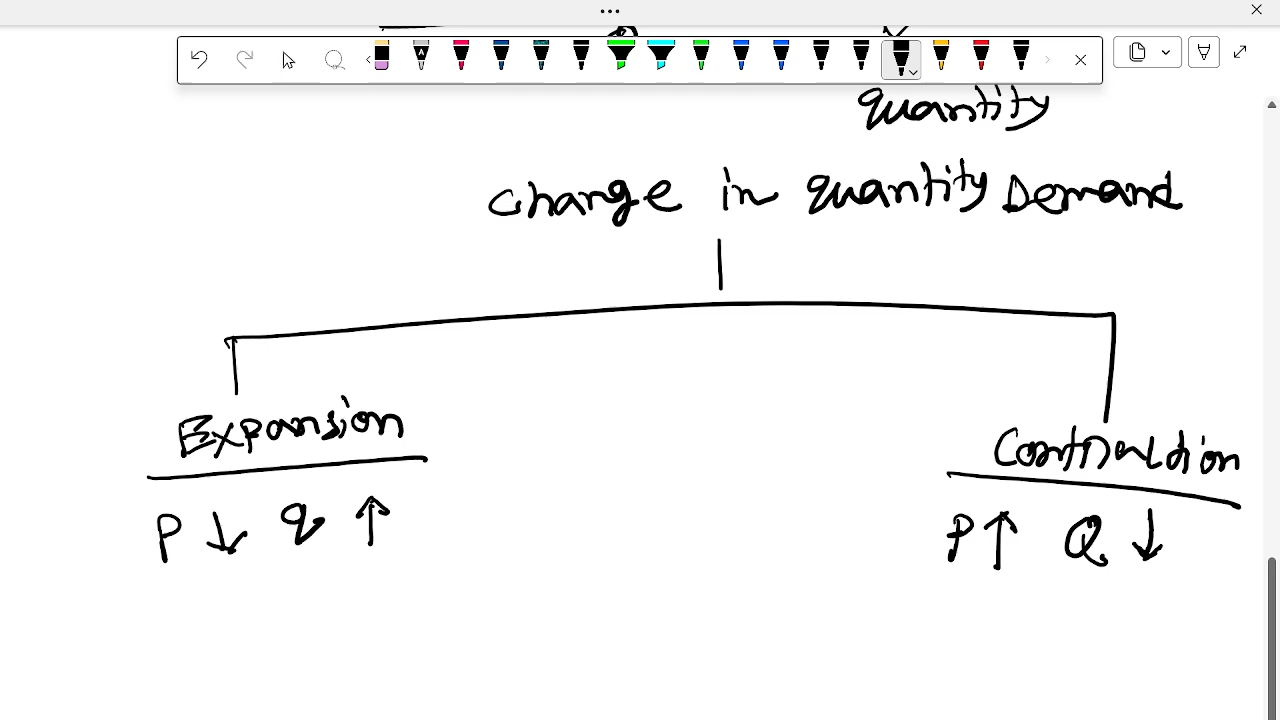 quantity
change in quantity Demand
Expansion
Contraction
P ↓ q ↑
P ↑ Q ↓